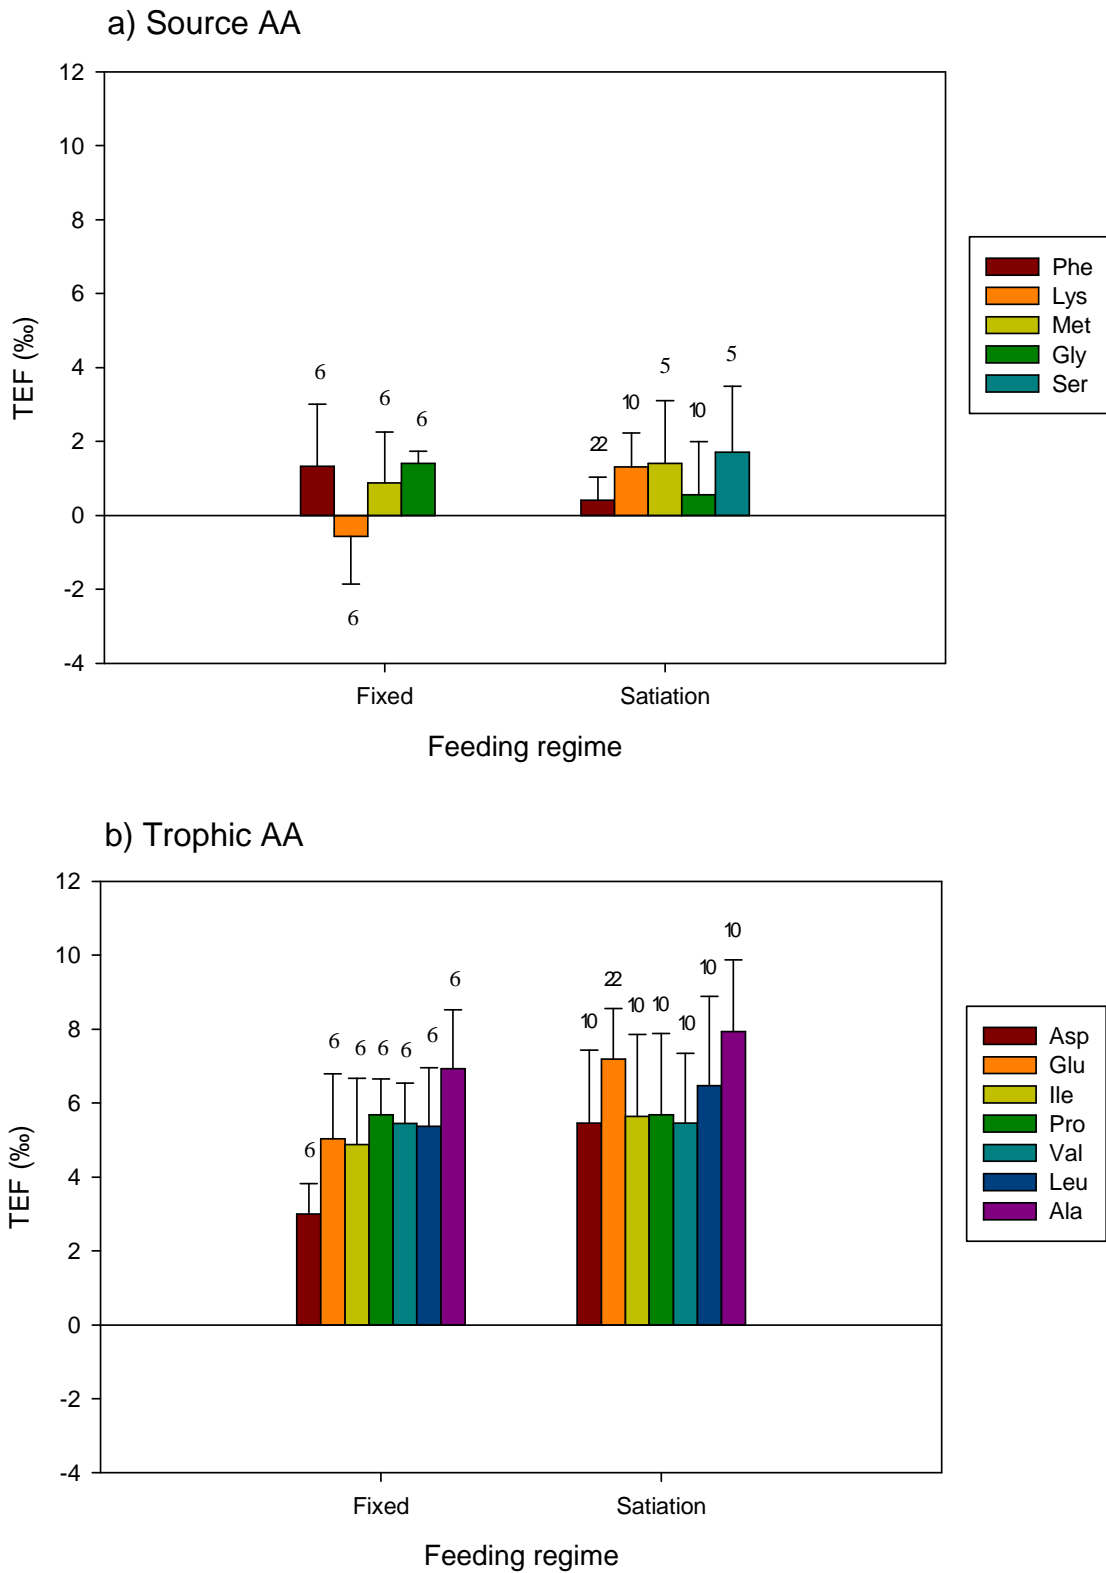 a) Source AA
12
10
8
6
4
2
0
-2
-4
TEF (‰)
6
6
6
6
22
10
5
10
5
Fixed
Satiation
Feeding regime
Phe
Lys
Met
Gly
Ser
b) Trophic AA
12
10
8
6
4
2
0
-2
-4
TEF (‰)
6
6
6
6
6
6
6
10
22
10
10
10
10
10
Fixed
Satiation
Feeding regime
Asp
Glu
Ile
Pro
Val
Leu
Ala